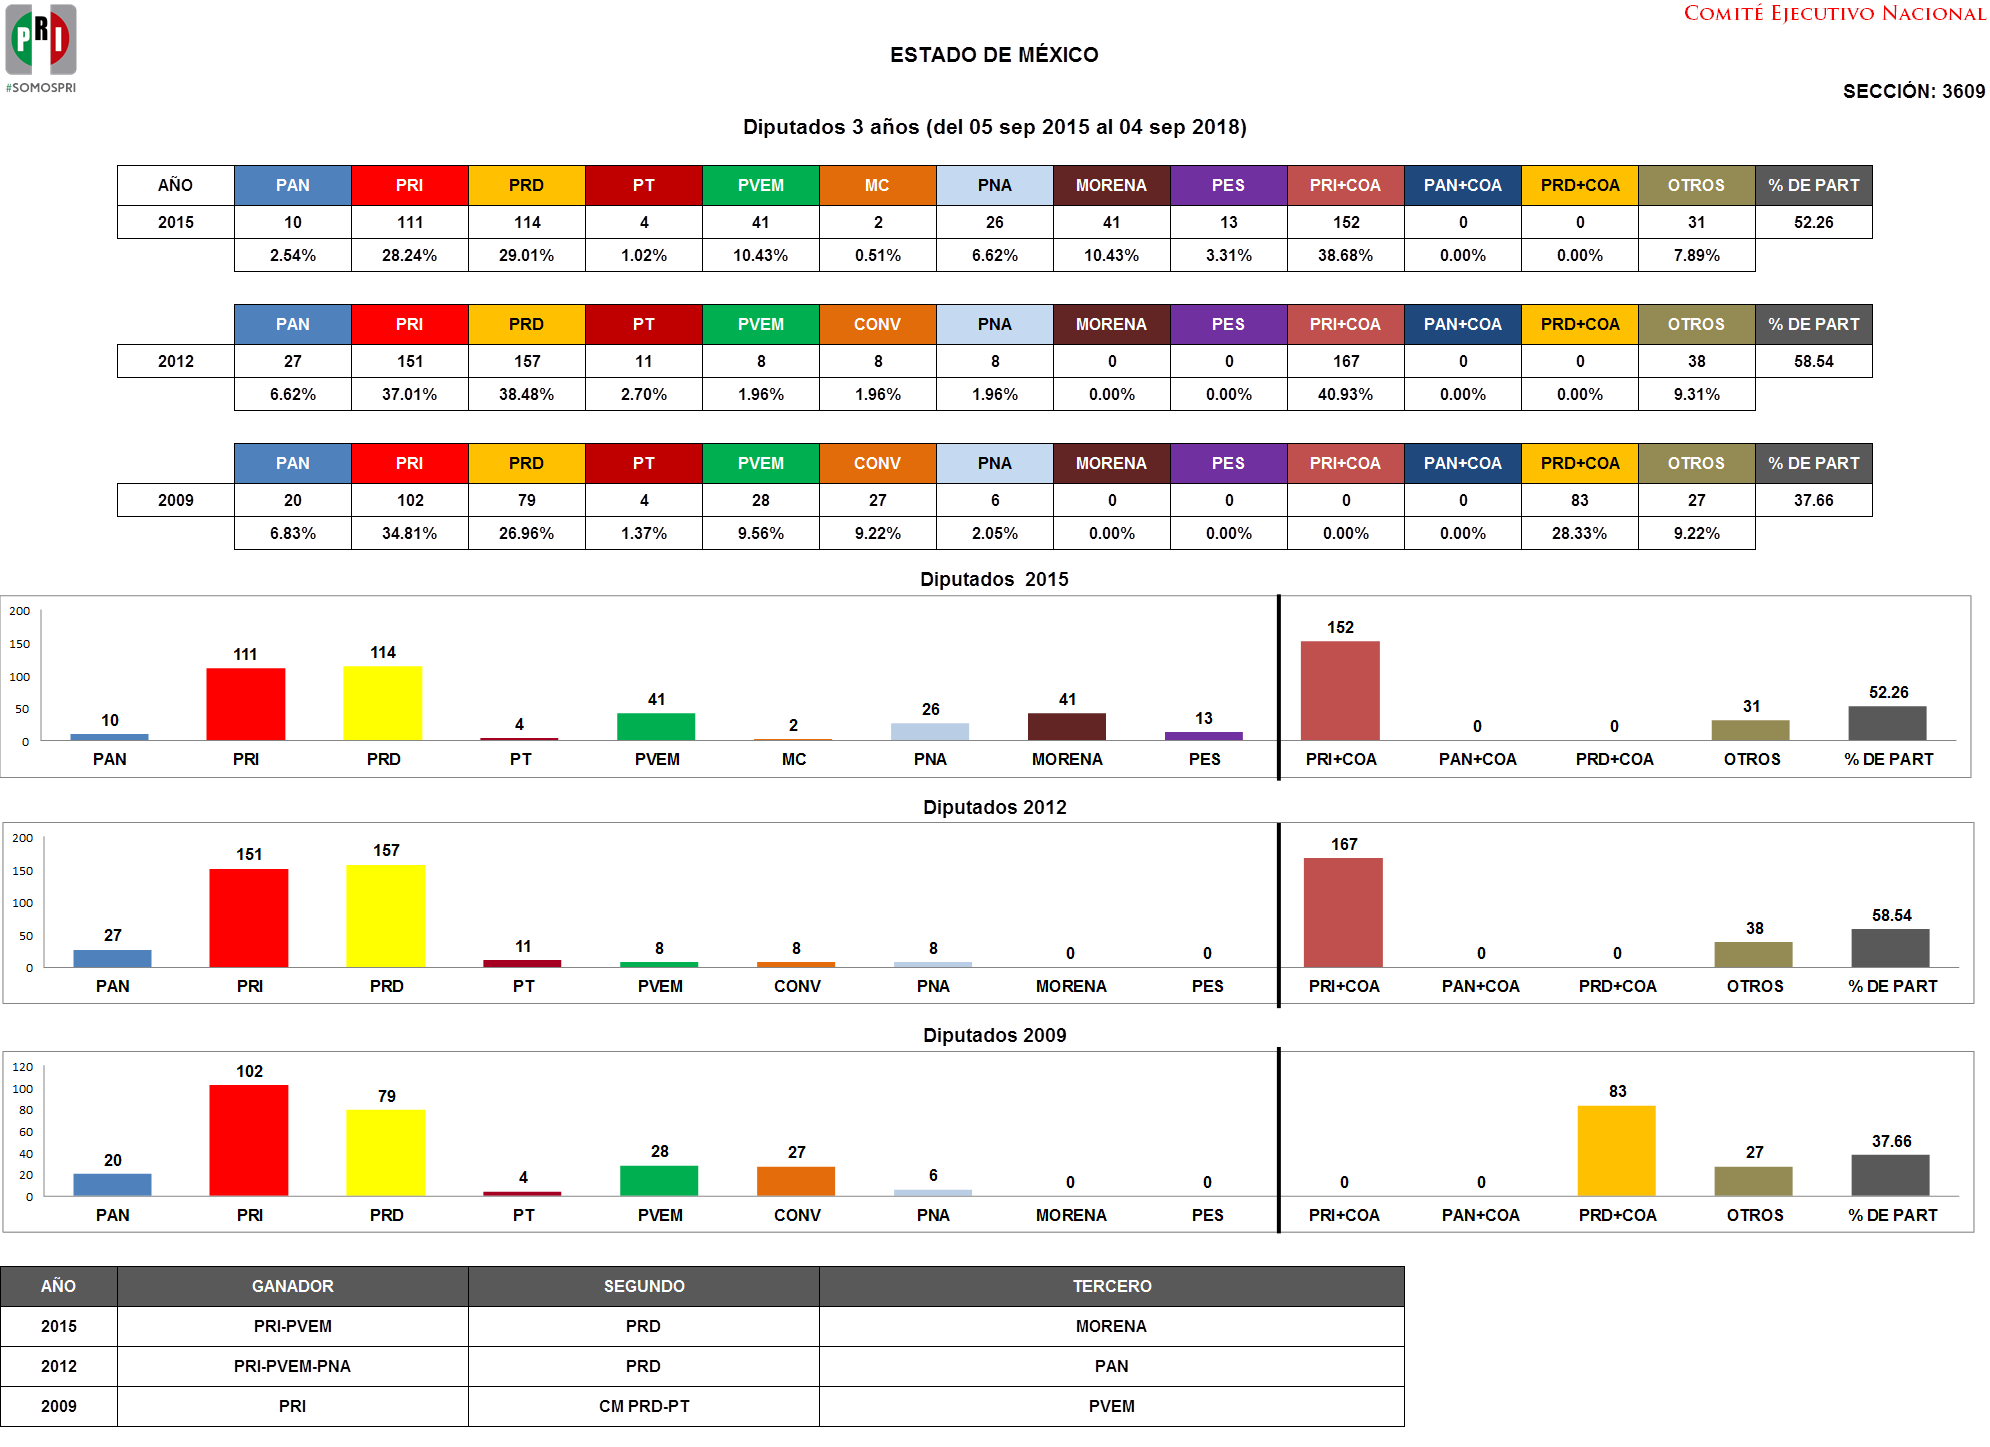 PRI
#SOMOSPRI
COMITÉ EJECUTIVO NACIONAL
ESTADO DE MÉXICO
SECCIÓN: 3609
Diputados 3 años (del 05 sep 2015 al 04 sep 2018)
AÑO PAN PRI PRD PT PVEM MC PNA MORENA PES PRI+COA PAN+COA PRD+COA OTROS % DE PART
2015 10 111 114 4 41 2 26 41 13 152 0 0 31 52.26
2.54% 28.24% 29.01% 1.02% 10.43% 0.51% 6.62% 10.43% 3.31% 38.68% 0.00% 0.00% 7.89%
PAN PRI PRD PT PVEM CONV PNA MORENA PES PRI+COA PAN+COA PRD+COA OTROS % DE PART
2012 27 151 157 11 8 8 8 0 0 167 0 0 38 58.54
6.62% 37.01% 38.48% 2.70% 1.96% 1.96% 1.96% 0.00% 0.00% 40.93% 0.00% 0.00% 9.31%
PAN PRI PRD PT PVEM CONV PNA MORENA PES PRI+COA PAN+COA PRD+COA OTROS % DE PART
2009 20 102 79 4 28 27 6 0 0 0 0 83 27 37.66
6.83% 34.81% 26.96% 1.37% 9.56% 9.22% 2.05% 0.00% 0.00% 0.00% 0.00% 28.33% 9.22%
Diputados 2015
200
150
100
50
0
10 111 114 4 41 2 26 41 13 152 0 0 31 52.26
PAN PRI PRD PT PVEM MC PNA MORENA PES PRI+COA PAN+COA PRD+COA OTROS % DE PART
Diputados 2012
200
150
100
50
0
27 151 157 11 8 8 8 0 0 167 0 0 38 58.54
PAN PRI PRD PT PVEM CONV PNA MORENA PES PRI+COA PAN+COA PRD+COA OTROS % DE PART
Diputados 2009
120
100
80
60
40
20
0
20 102 79 4 28 27 6 0 0 0 0 83 27 37.66
PAN PRI PRD PT PVEM CONV PNA MORENA PES PRI+COA PAN+COA PRD+COA OTROS % DE PART
AÑO GANADOR SEGUNDO TERCERO
2015 PRI-PVEM PRD MORENA
2012 PRI-PVEM-PNA PRD PAN
2009 PRI CM PRD-PT PVEM